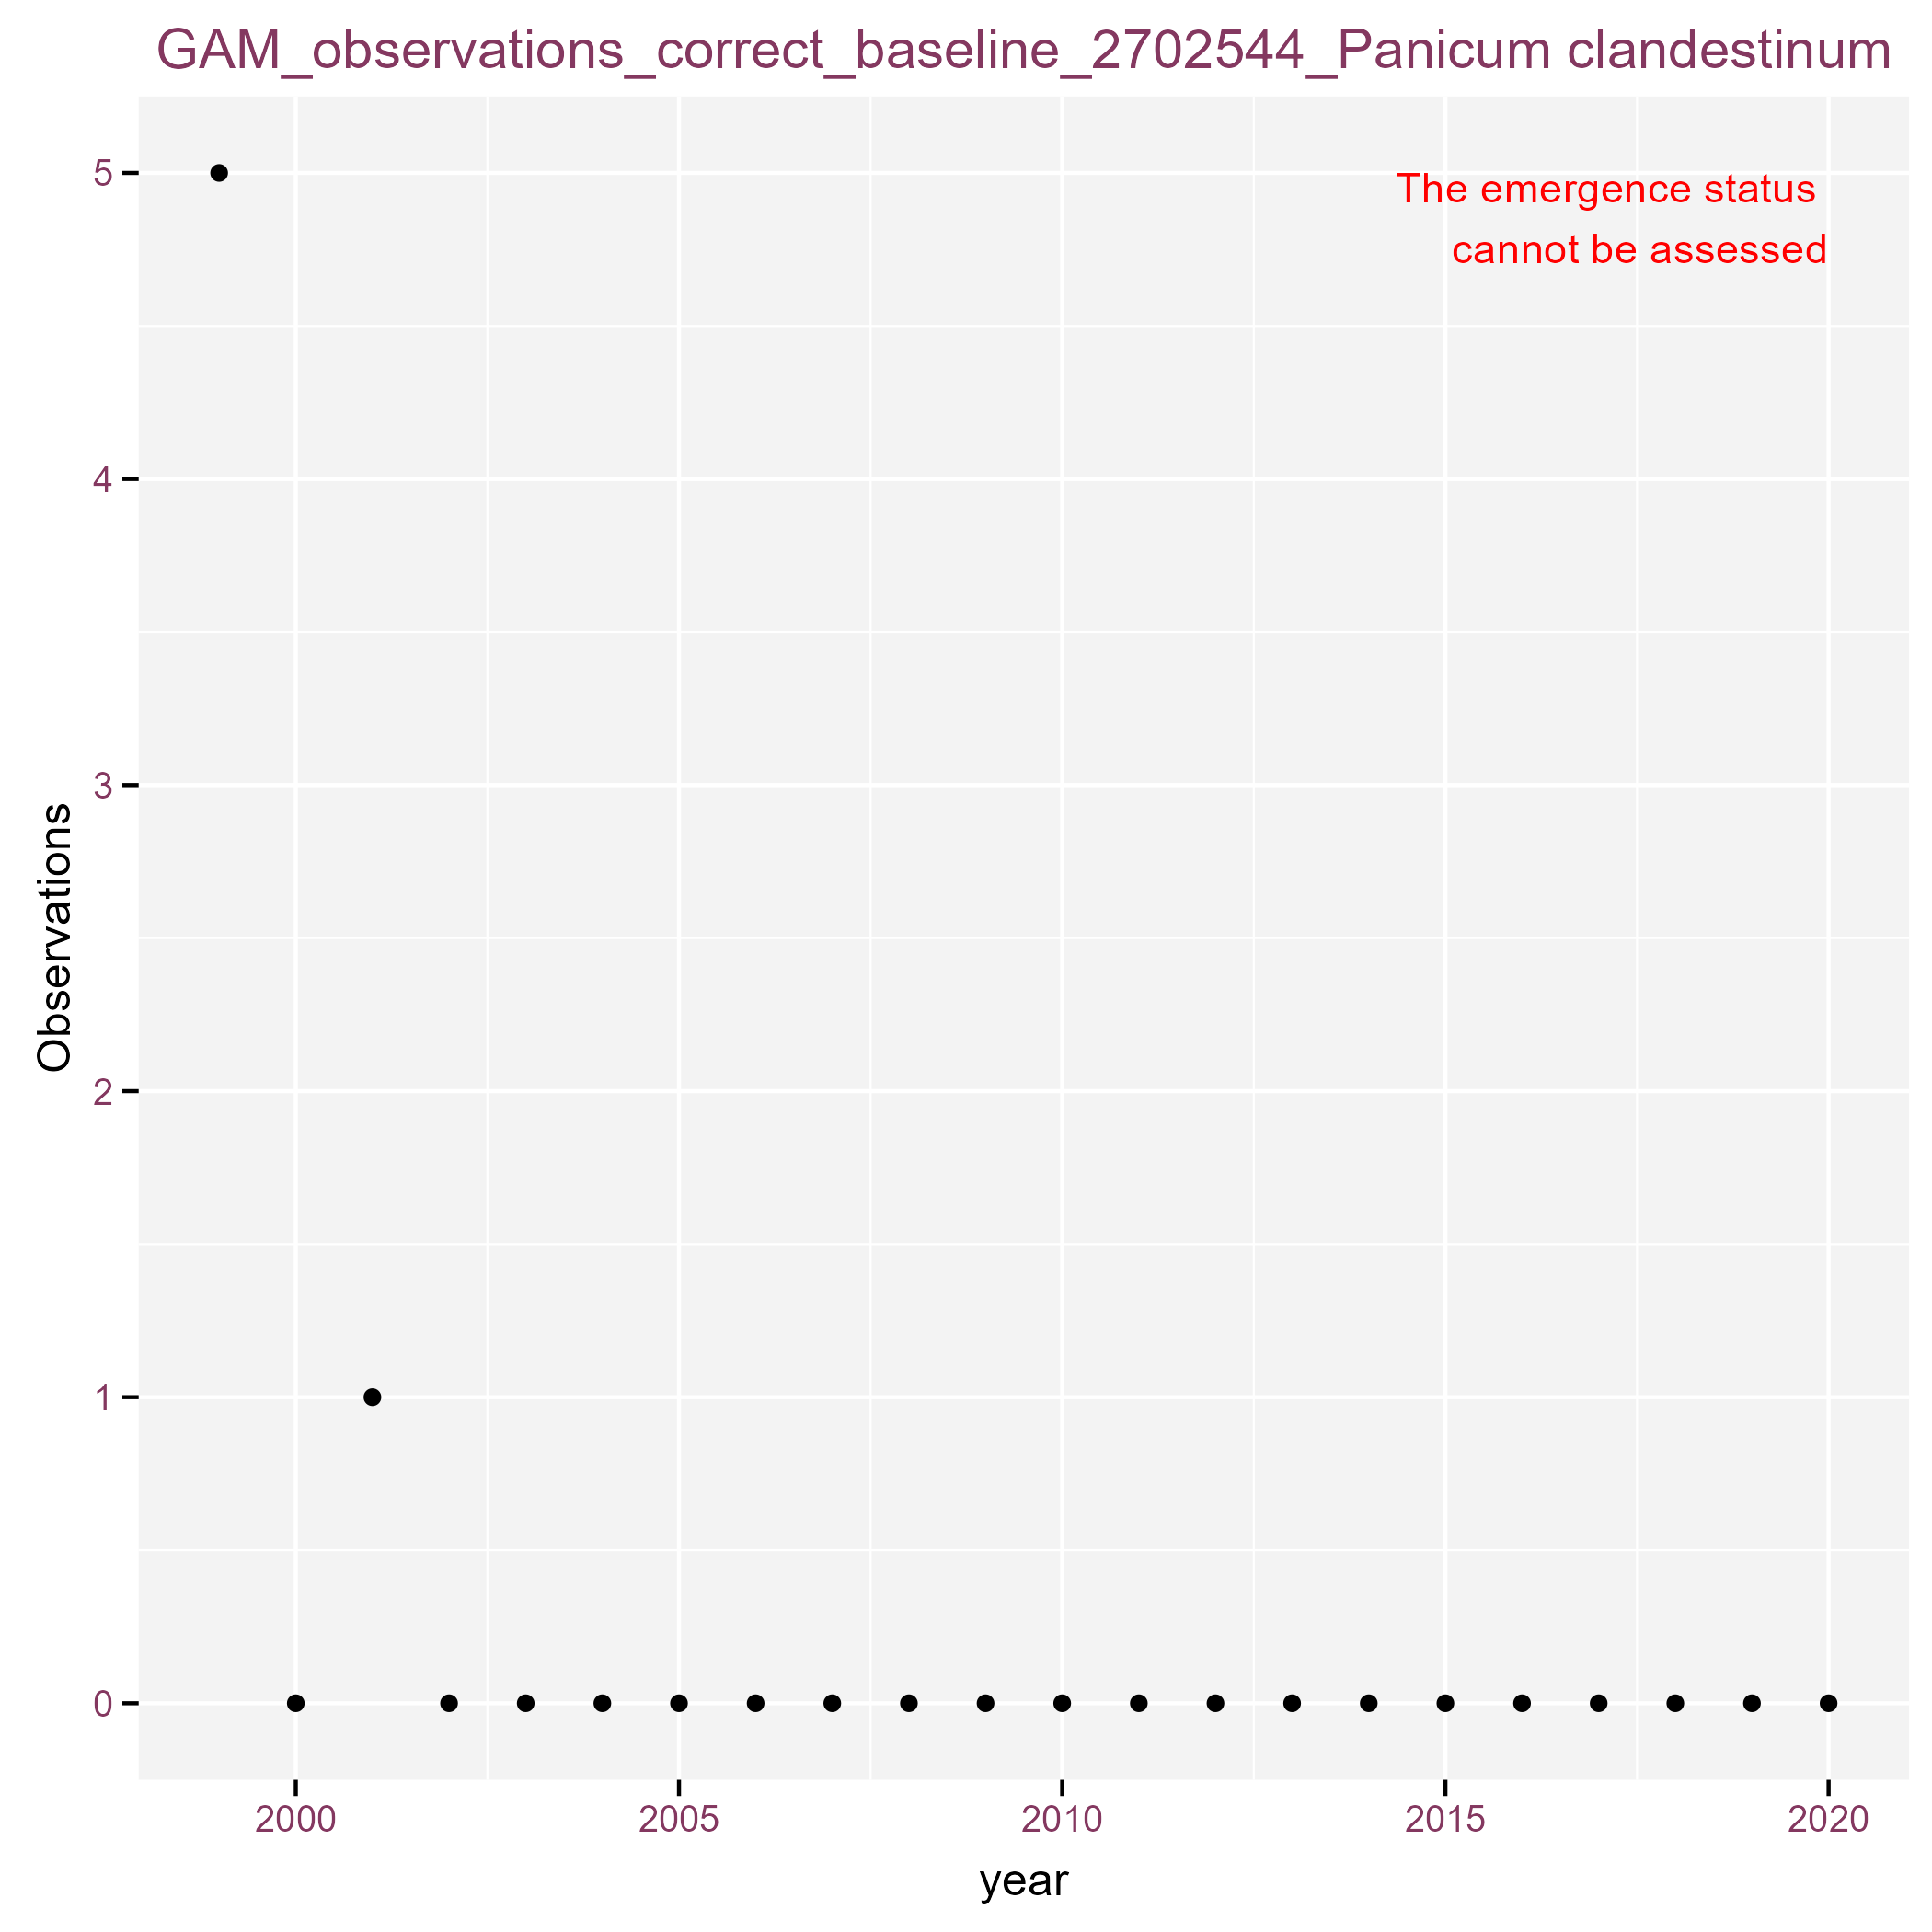 GAM_observations_correct_baseline_2702544_Panicum clandestinum
The emergence status
cannot be assessed
5
4
3
2
1
0
Observations
2000 2005 2010 2015 2020
year